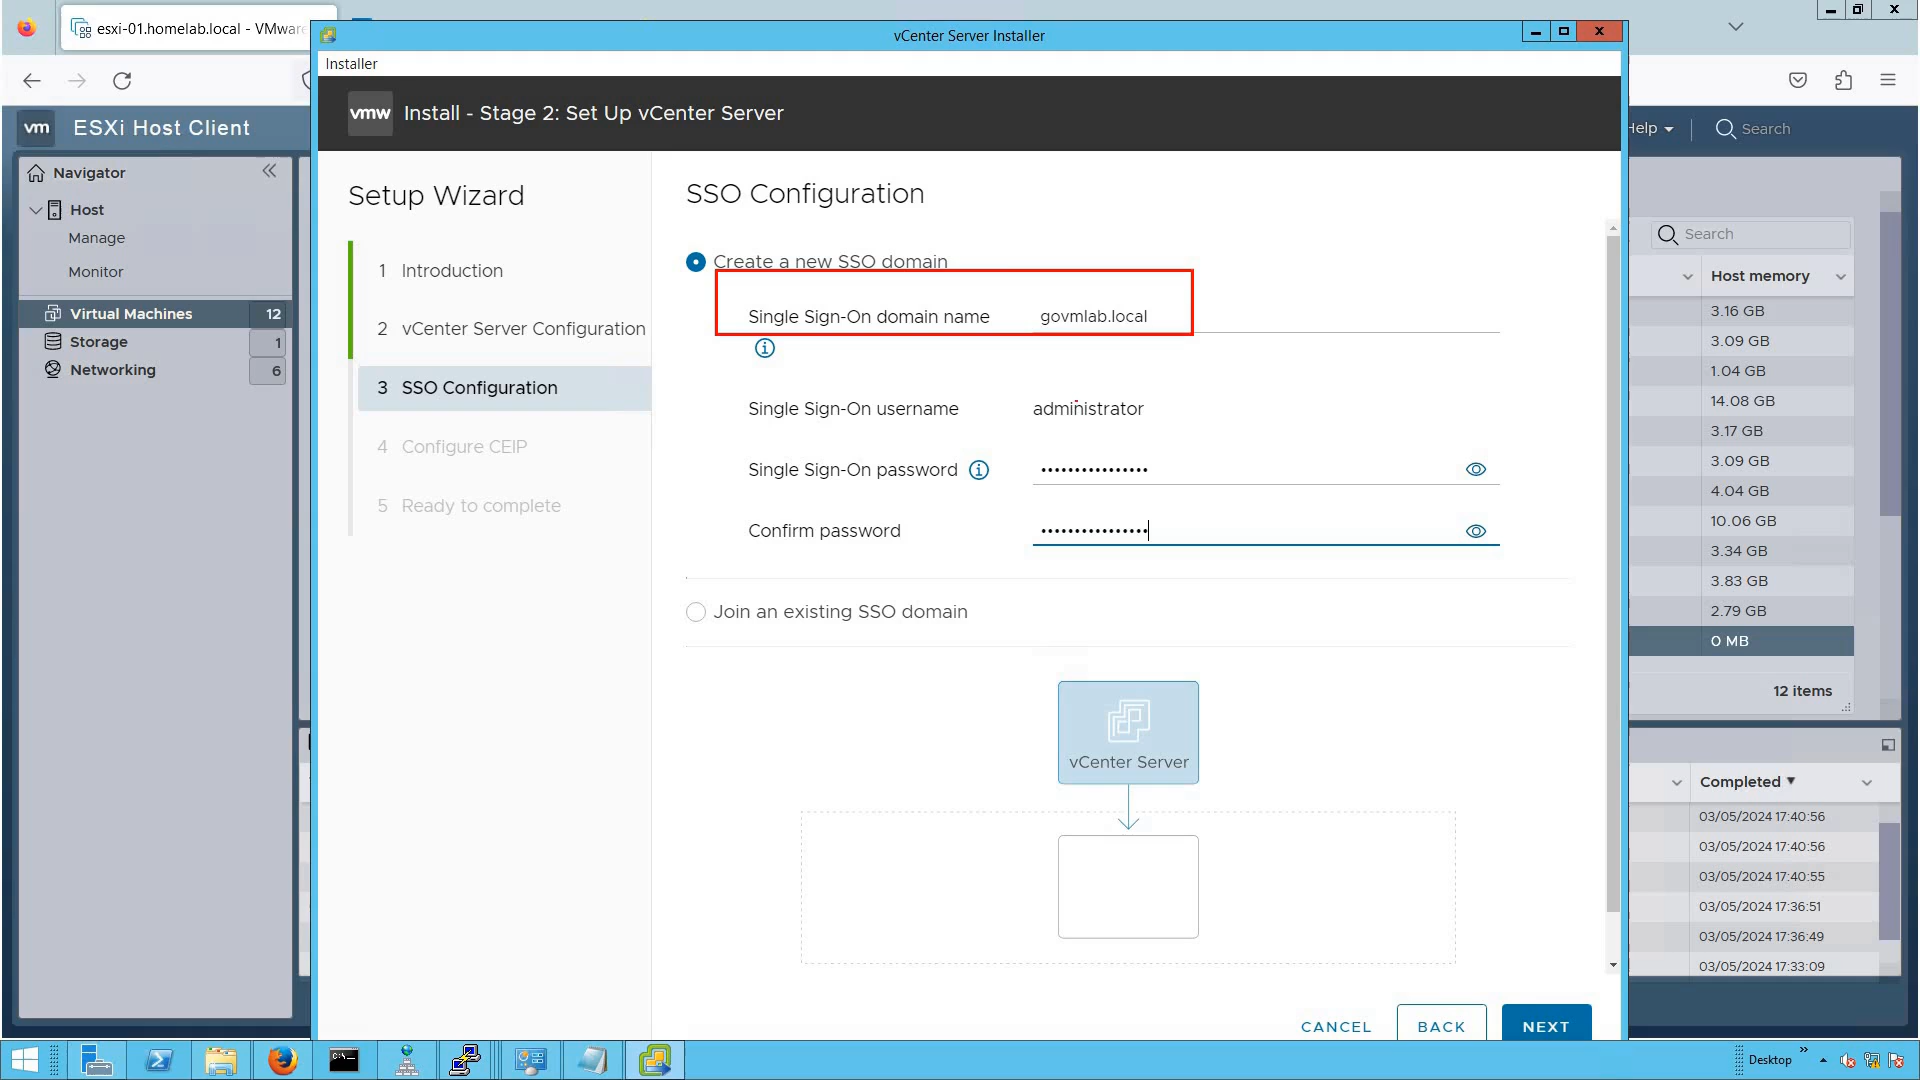 esxi-01.homelab.local - VMware
vCenter Server Installer
Installer
vmw Install - Stage 2: Set Up vCenter Server
vm ESXi Host Client
Help
Search
Navigator
Host
Manage
Monitor
Virtual Machines 12
Storage 1
Networking 6
Setup Wizard
1 Introduction
2 vCenter Server Configuration
3 SSO Configuration
4 Configure CEIP
5 Ready to complete
SSO Configuration
Create a new SSO domain
Single Sign-On domain name govmlab.local
Single Sign-On username administrator
Single Sign-On password
Confirm password
Join an existing SSO domain
vCenter Server
CANCEL
BACK
NEXT
Search
Host memory
3.16 GB
3.09 GB
1.04 GB
14.08 GB
3.17 GB
3.09 GB
4.04 GB
10.06 GB
3.34 GB
3.83 GB
2.79 GB
0 MB
12 items
Completed
03/05/2024 17:40:56
03/05/2024 17:40:56
03/05/2024 17:40:55
03/05/2024 17:36:51
03/05/2024 17:36:49
03/05/2024 17:33:09
Desktop